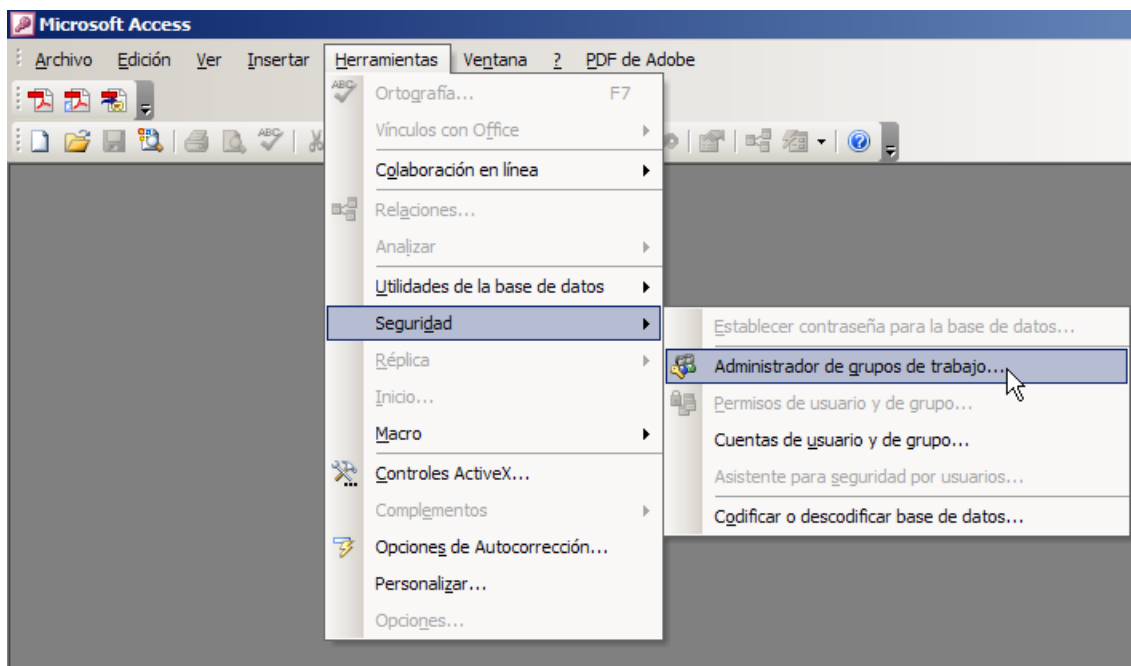 Microsoft Access
Archivo Edición Ver Insertar Herramientas Ventana ? PDF de Adobe
Ortografía... F7
Vínculos con Office
Colaboración en línea
Relaciones...
Analizar
Utilidades de la base de datos
Seguridad
Réplica
Inicio...
Macro
Controles ActiveX...
Complementos
Opciones de Autocorrección...
Personalizar...
Opciones...
Establecer contraseña para la base de datos...
Administrador de grupos de trabajo...
Permisos de usuario y de grupo...
Cuentas de usuario y de grupo...
Asistente para seguridad por usuarios...
Codificar o descodificar base de datos...